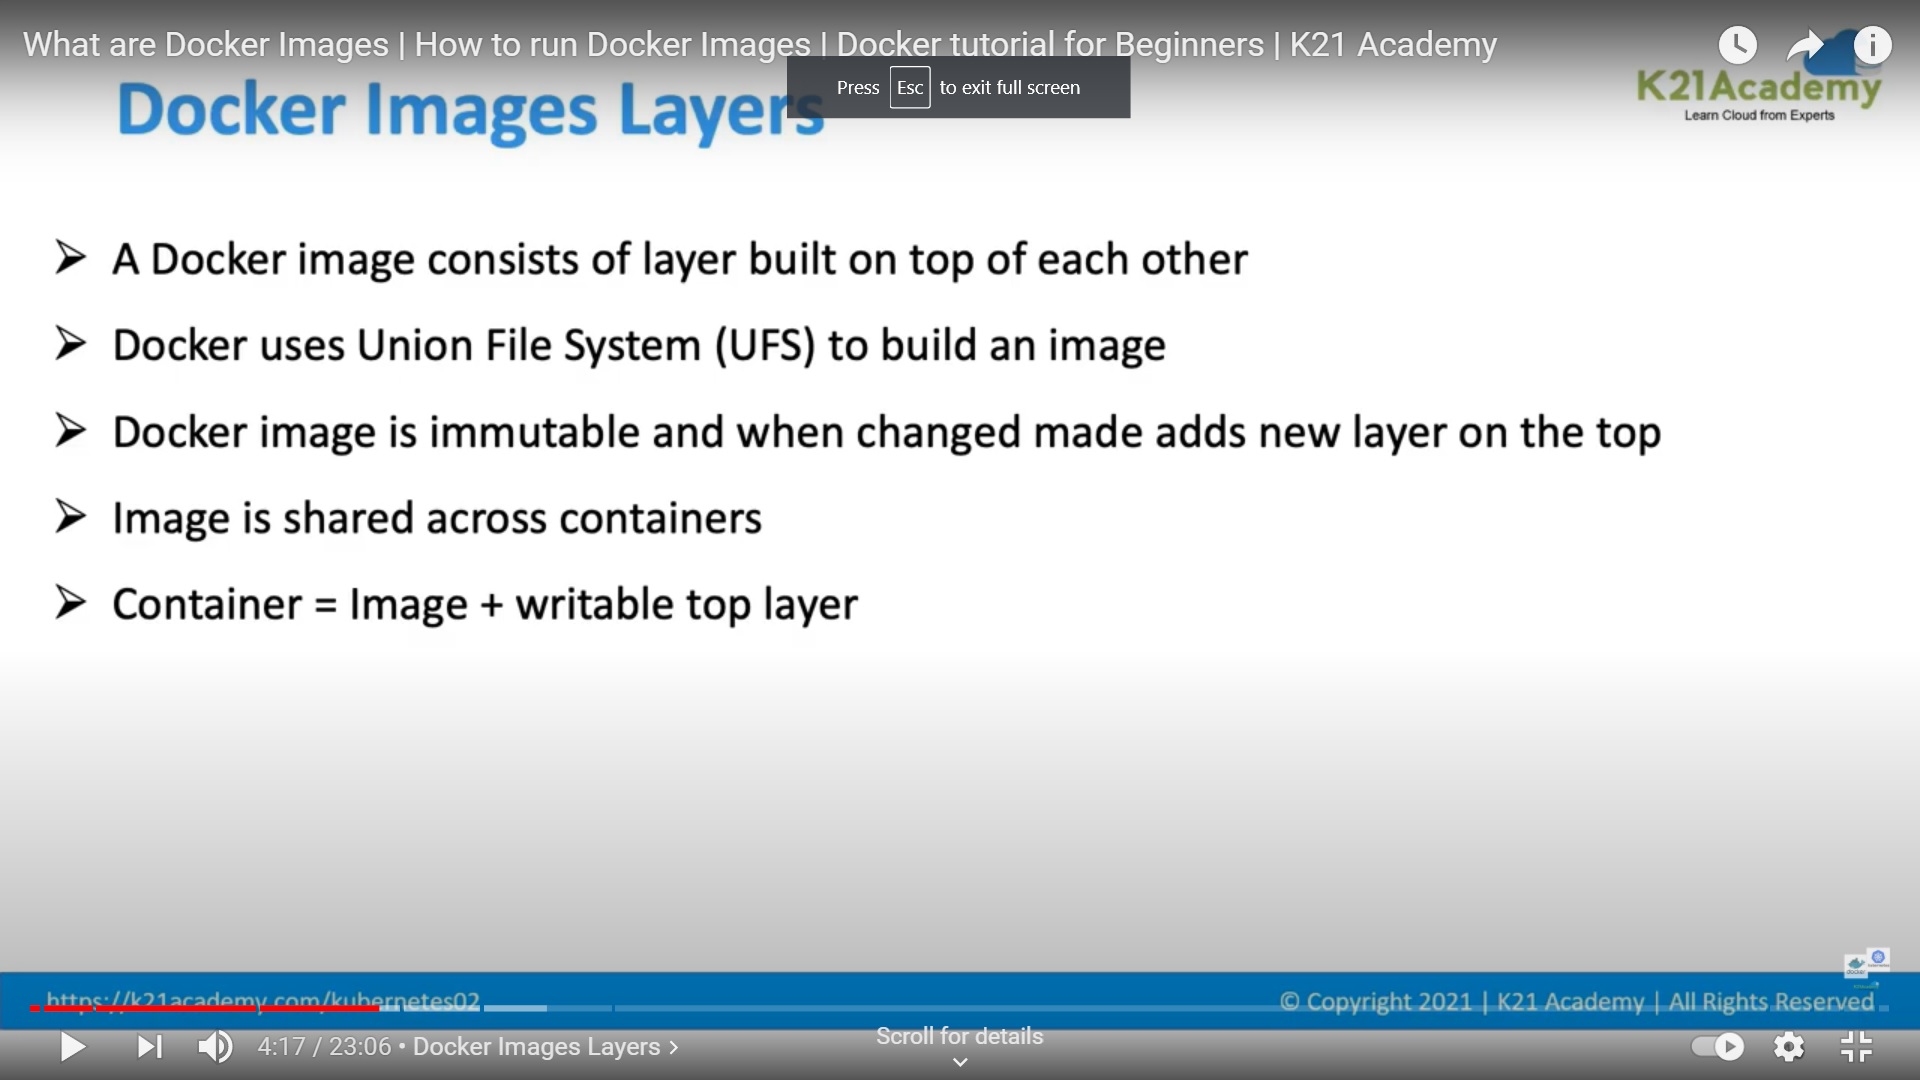 What are Docker Images | How to run Docker Images | Docker tutorial for Beginners | K21 Academy
Press Esc to exit full screen
Docker Images Layers
K21Academy
Learn Cloud from Experts
A Docker image consists of layer built on top of each other
Docker uses Union File System (UFS) to build an image
Docker image is immutable and when changed made adds new layer on the top
Image is shared across containers
Container = Image + writable top layer
https://k21academy.com/kubernetes02
© Copyright 2021 | K21 Academy | All Rights Reserved
4:17 / 23:06 • Docker Images Layers
Scroll for details